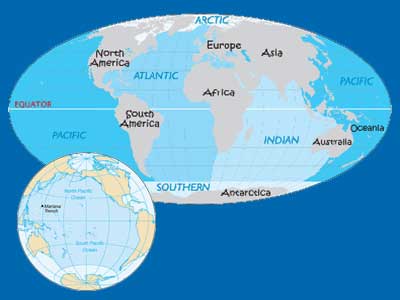 ARCTIC
North
America
Europe
Asia
ATLANTIC
PACIFIC
Africa
EQUATOR
South
America
PACIFIC
INDIAN
Oceania
Australia
SOUTHERN
Antarctica
North Pacific
Ocean
Mariana
Trench
South Pacific
Ocean